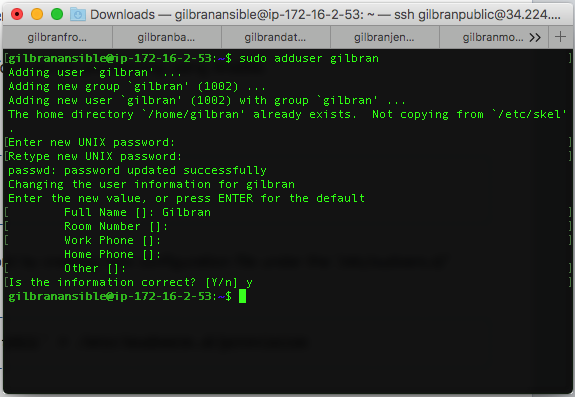 Downloads — gilbranansible@ip-172-16-2-53: ~ — ssh gilbranpublic@34.224....
gilbranfro... gilbranba... gilbrandat... gilbranjen... gilbranmo... >> +
[gilbranansible@ip-172-16-2-53:~$ sudo adduser gilbran ]
Adding user `gilbran' ...
Adding new group `gilbran' (1002) ...
Adding new user `gilbran' (1002) with group `gilbran' ...
The home directory `/home/gilbran' already exists.  Not copying from `/etc/skel'
.
[Enter new UNIX password: ]
[Retype new UNIX password: ]
passwd: password updated successfully
Changing the user information for gilbran
Enter the new value, or press ENTER for the default
[        Full Name []: Gilbran ]
[        Room Number []: ]
[        Work Phone []: ]
        Home Phone []: ]
[        Other []: ]
[Is the information correct? [Y/n] y ]
gilbranansible@ip-172-16-2-53:~$